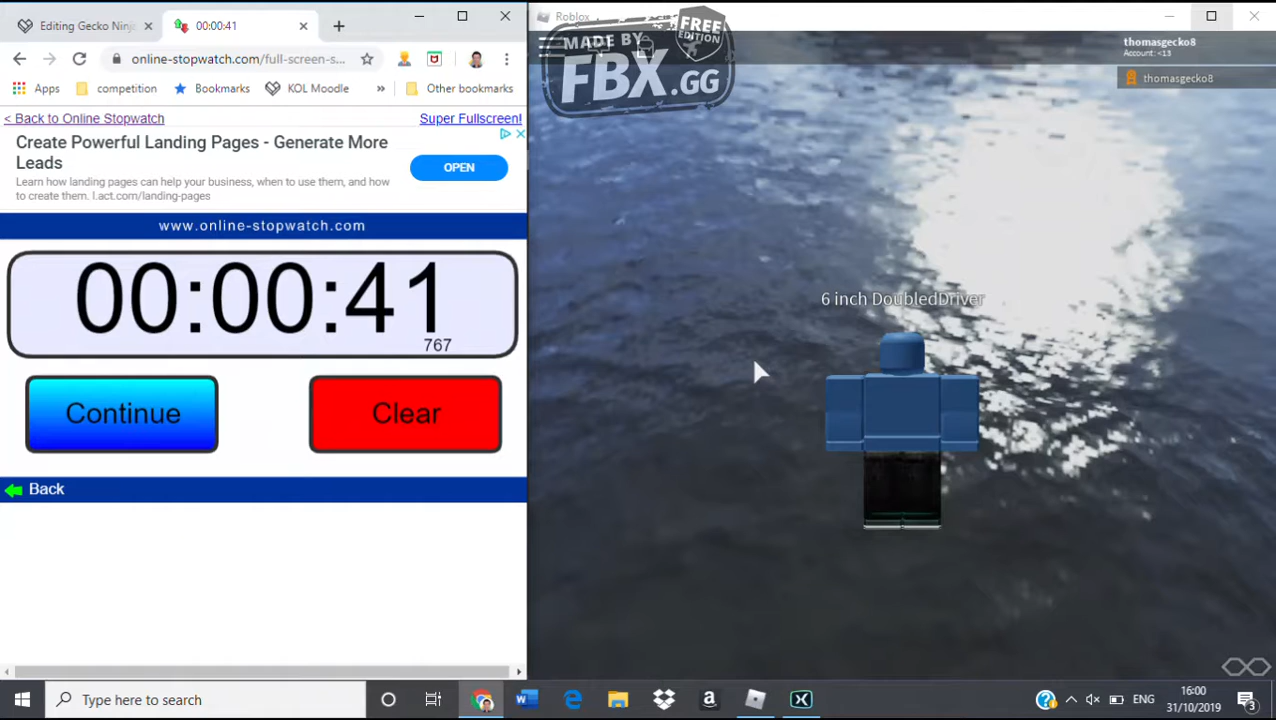 Editing Gecko Ninj
00:00:41
Roblox
online-stopwatch.com/full-screen-s...
Apps
competition
Bookmarks
KOL Moodle
»
Other bookmarks
MADE BY
FBX.GG
FREE
EDITION
thomasgecko8
Account: <13
thomasgecko8
< Back to Online Stopwatch
Super Fullscreen!
Create Powerful Landing Pages - Generate More
Leads
OPEN
Learn how landing pages can help your business, when to use them, and how
to create them. l.act.com/landing-pages
www.online-stopwatch.com
00:00:41
767
Continue
Clear
Back
6 inch DoubledDriver
Type here to search
ENG
16:00
31/10/2019
3